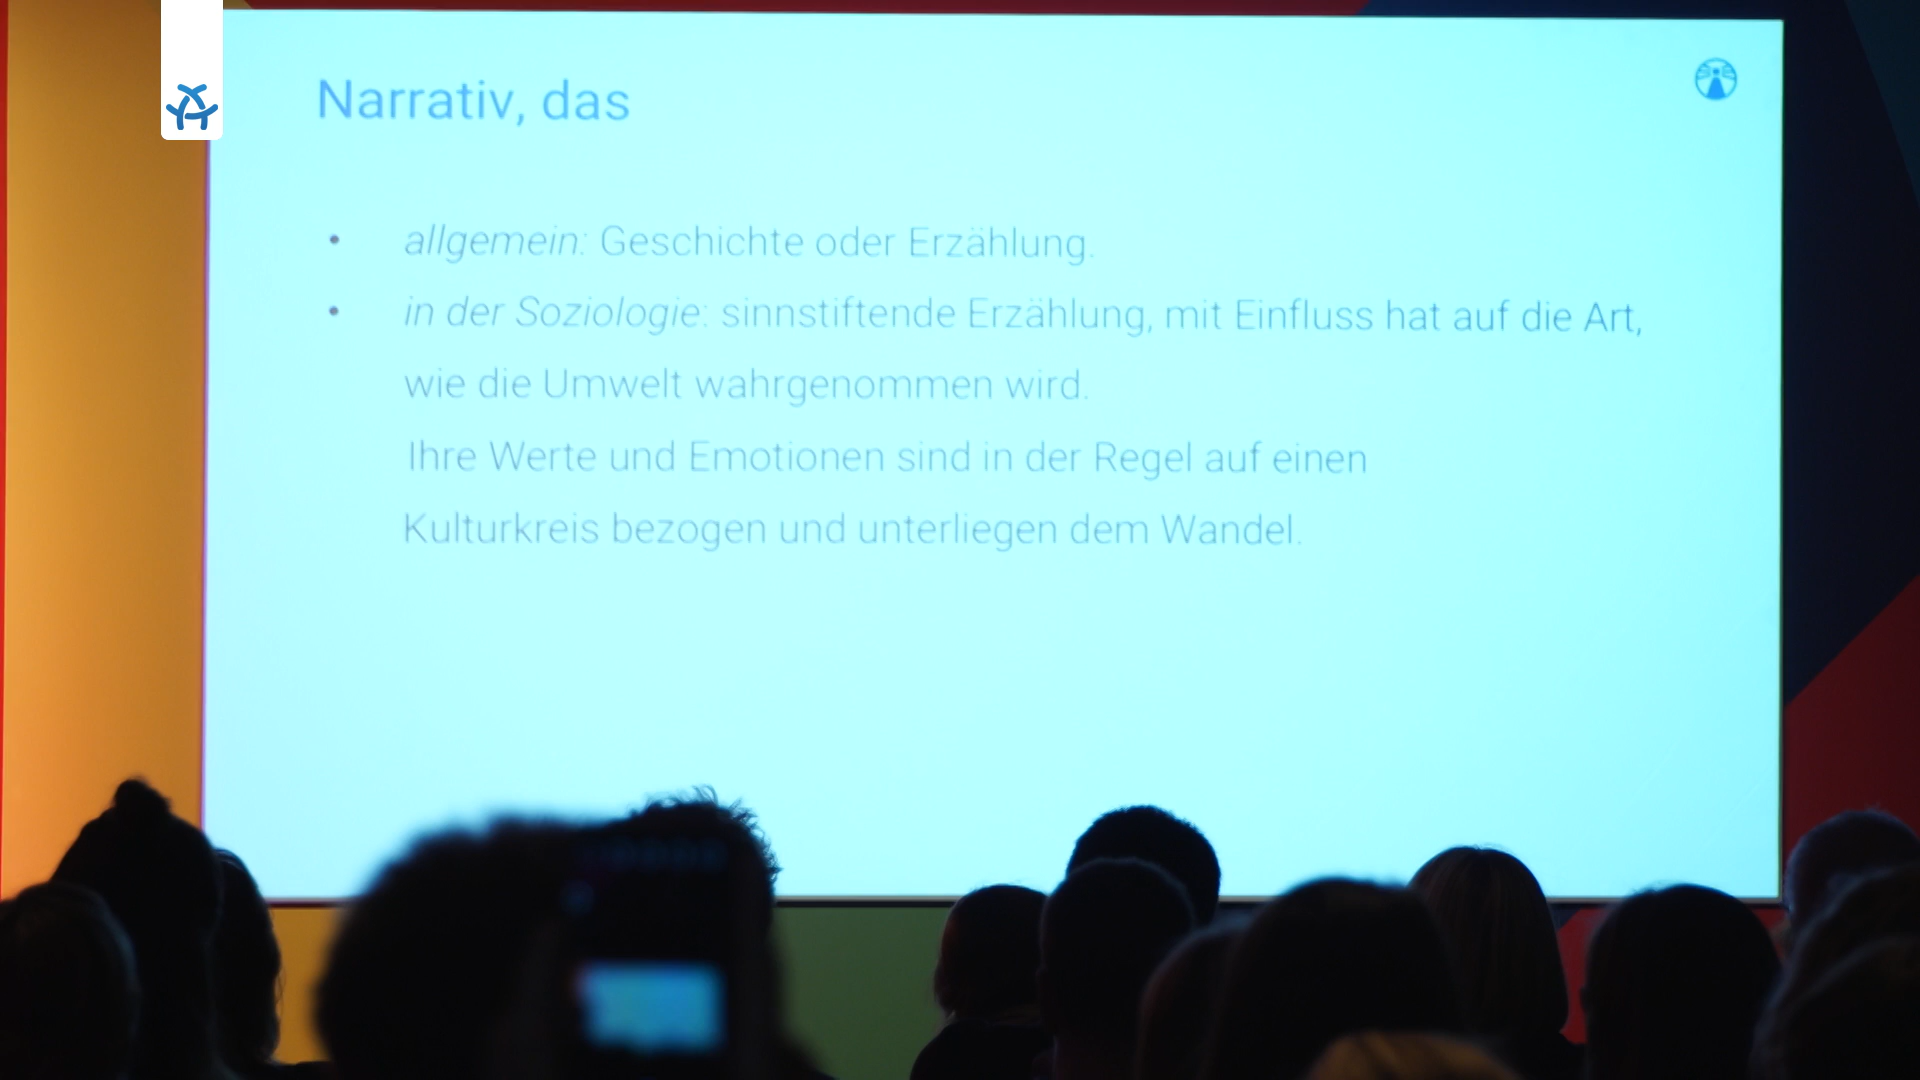 Narrativ, das
• allgemein: Geschichte oder Erzählung.
• in der Soziologie: sinnstiftende Erzählung, mit Einfluss hat auf die Art,
wie die Umwelt wahrgenommen wird.
Ihre Werte und Emotionen sind in der Regel auf einen
Kulturkreis bezogen und unterliegen dem Wandel.